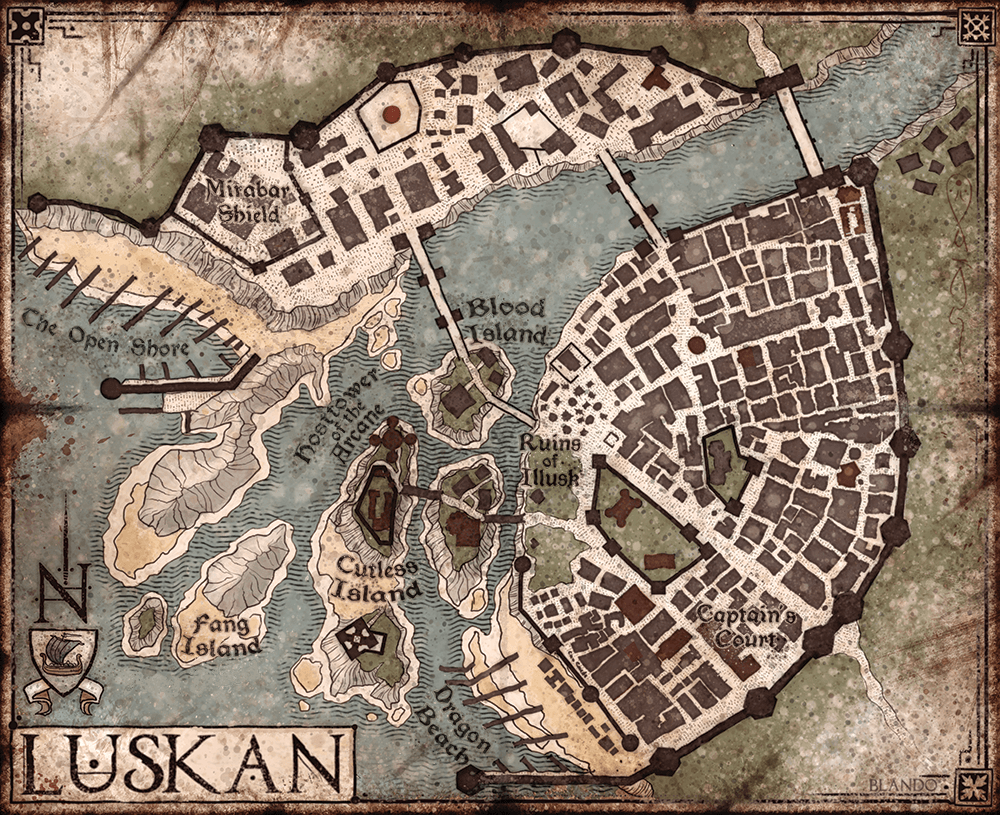 Mirabar
Shield
The Open Shore
Blood
Island
Hosttower
of the
Arcane
Ruins
of
Illusk
Cutless
Island
Fang
Island
Captain's
Court
Dragon
Beach
N
LUSKAN
BLANDO